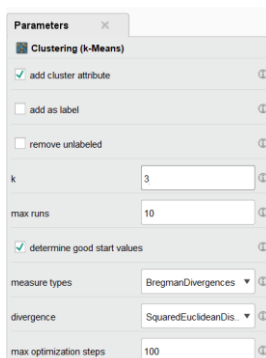 Parameters
Clustering (k-Means)
add cluster attribute
add as label
remove unlabeled
k 3
max runs 10
determine good start values
measure types BregmanDivergences
divergence SquaredEuclideanDis..
max optimization steps 100